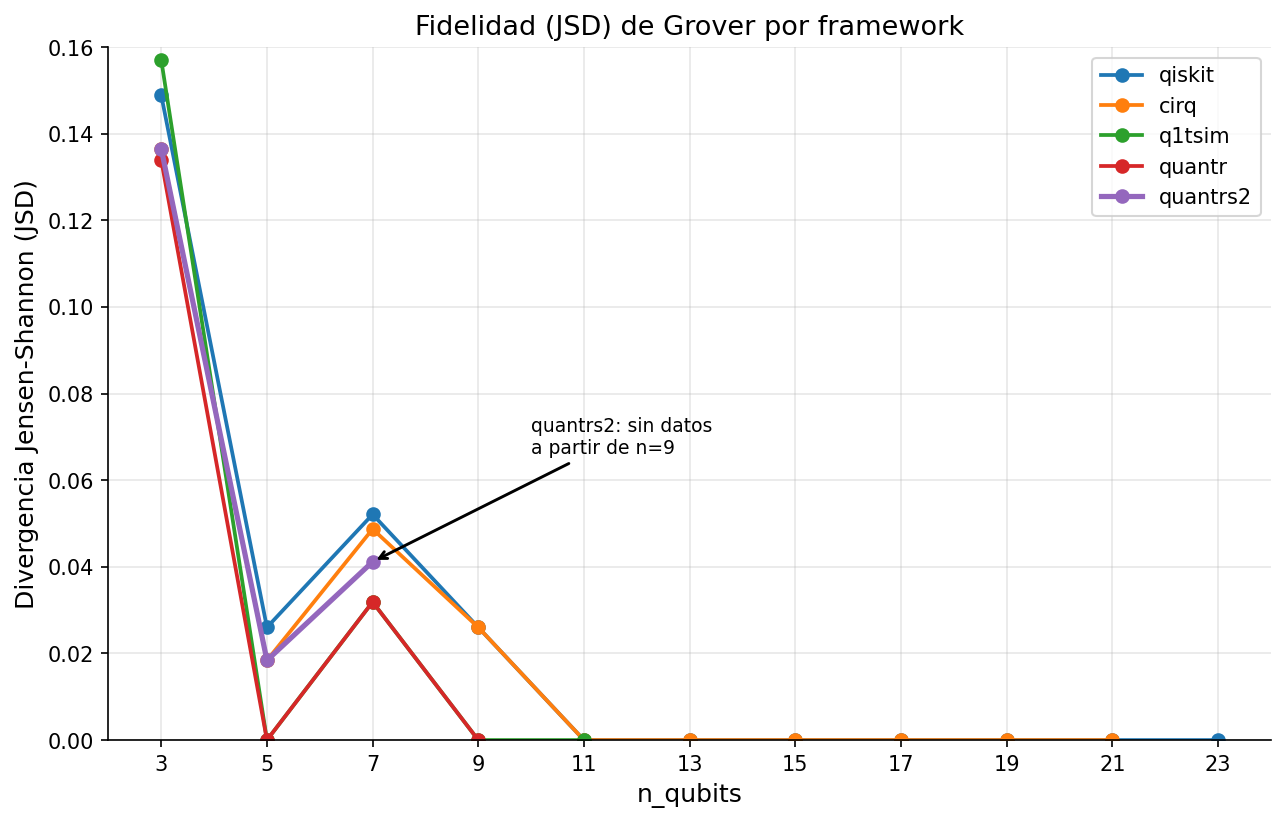 Fidelidad (JSD) de Grover por framework
Divergencia Jensen-Shannon (JSD)
0.16
0.14
0.12
0.10
0.08
0.06
0.04
0.02
0.00
qiskit
cirq
q1tsim
quantr
quantrs2
quantrs2: sin datos
a partir de n=9
3 5 7 9 11 13 15 17 19 21 23
n_qubits